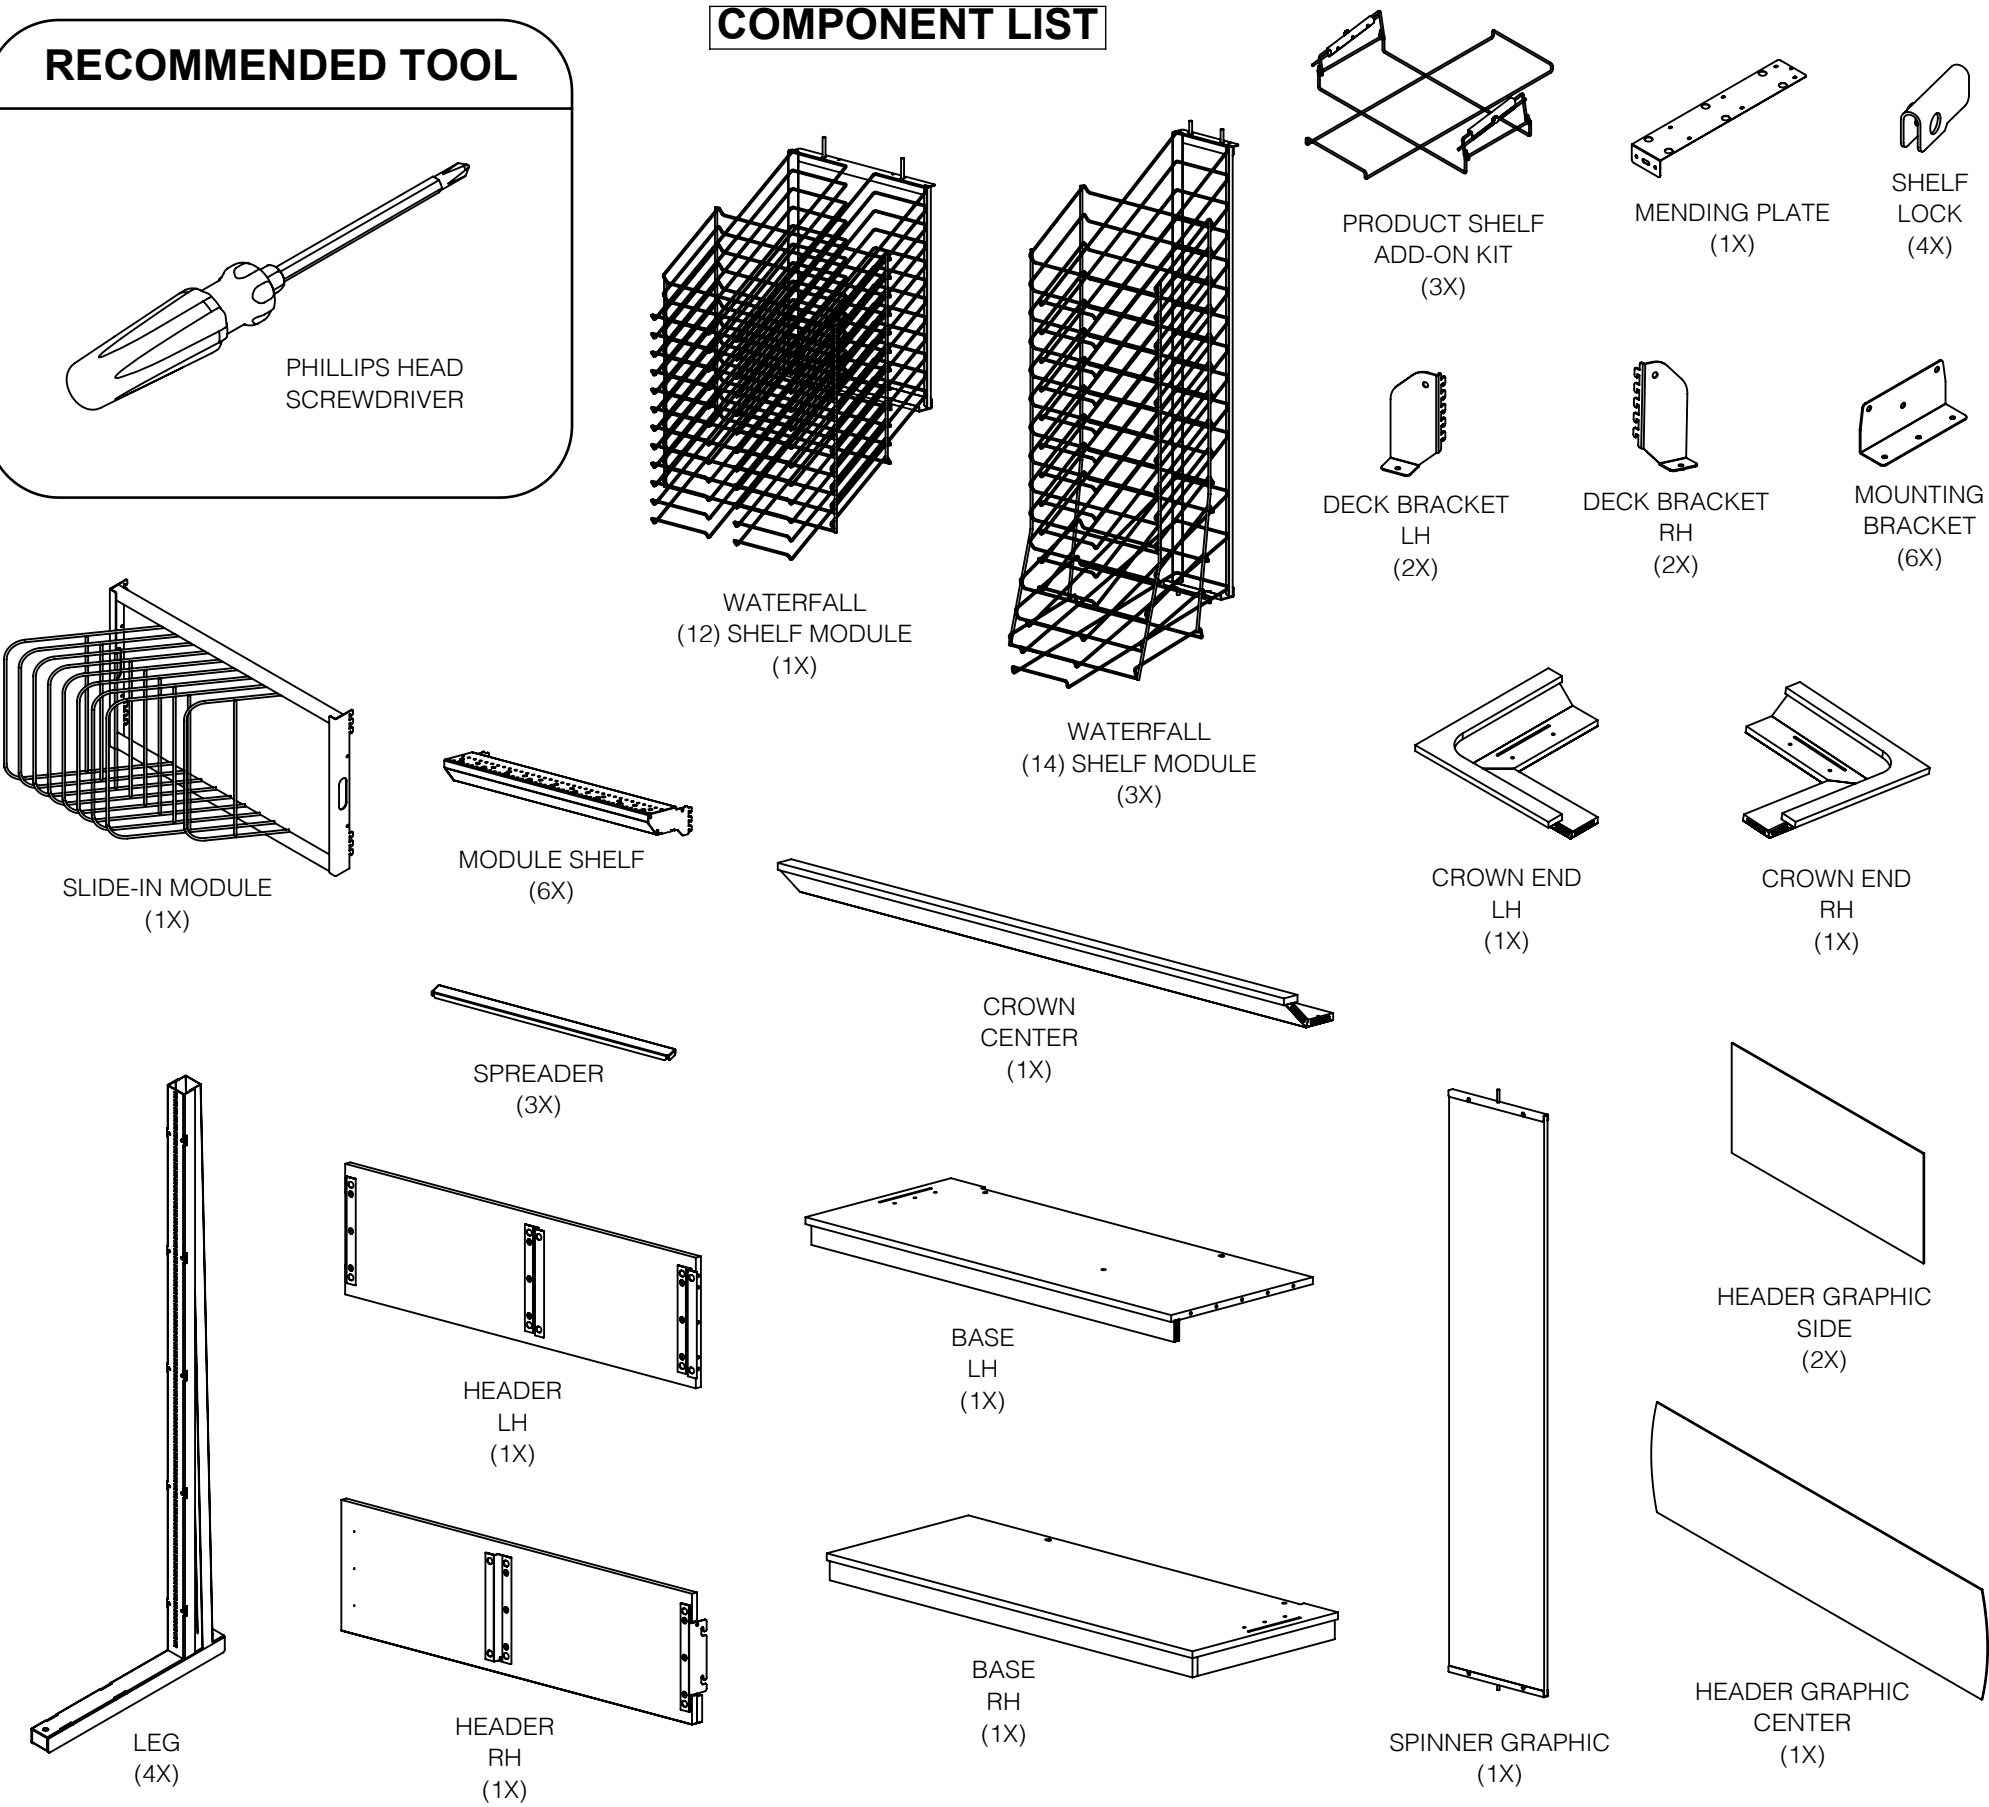 RECOMMENDED TOOL
PHILLIPS HEAD
SCREWDRIVER
COMPONENT LIST
WATERFALL
(12) SHELF MODULE
(1X)
WATERFALL
(14) SHELF MODULE
(3X)
PRODUCT SHELF
ADD-ON KIT
(3X)
MENDING PLATE
(1X)
SHELF
LOCK
(4X)
DECK BRACKET
LH
(2X)
DECK BRACKET
RH
(2X)
MOUNTING
BRACKET
(6X)
SLIDE-IN MODULE
(1X)
MODULE SHELF
(6X)
CROWN END
LH
(1X)
CROWN END
RH
(1X)
SPREADER
(3X)
CROWN
CENTER
(1X)
LEG
(4X)
HEADER
LH
(1X)
HEADER
RH
(1X)
BASE
LH
(1X)
BASE
RH
(1X)
SPINNER GRAPHIC
(1X)
HEADER GRAPHIC
SIDE
(2X)
HEADER GRAPHIC
CENTER
(1X)